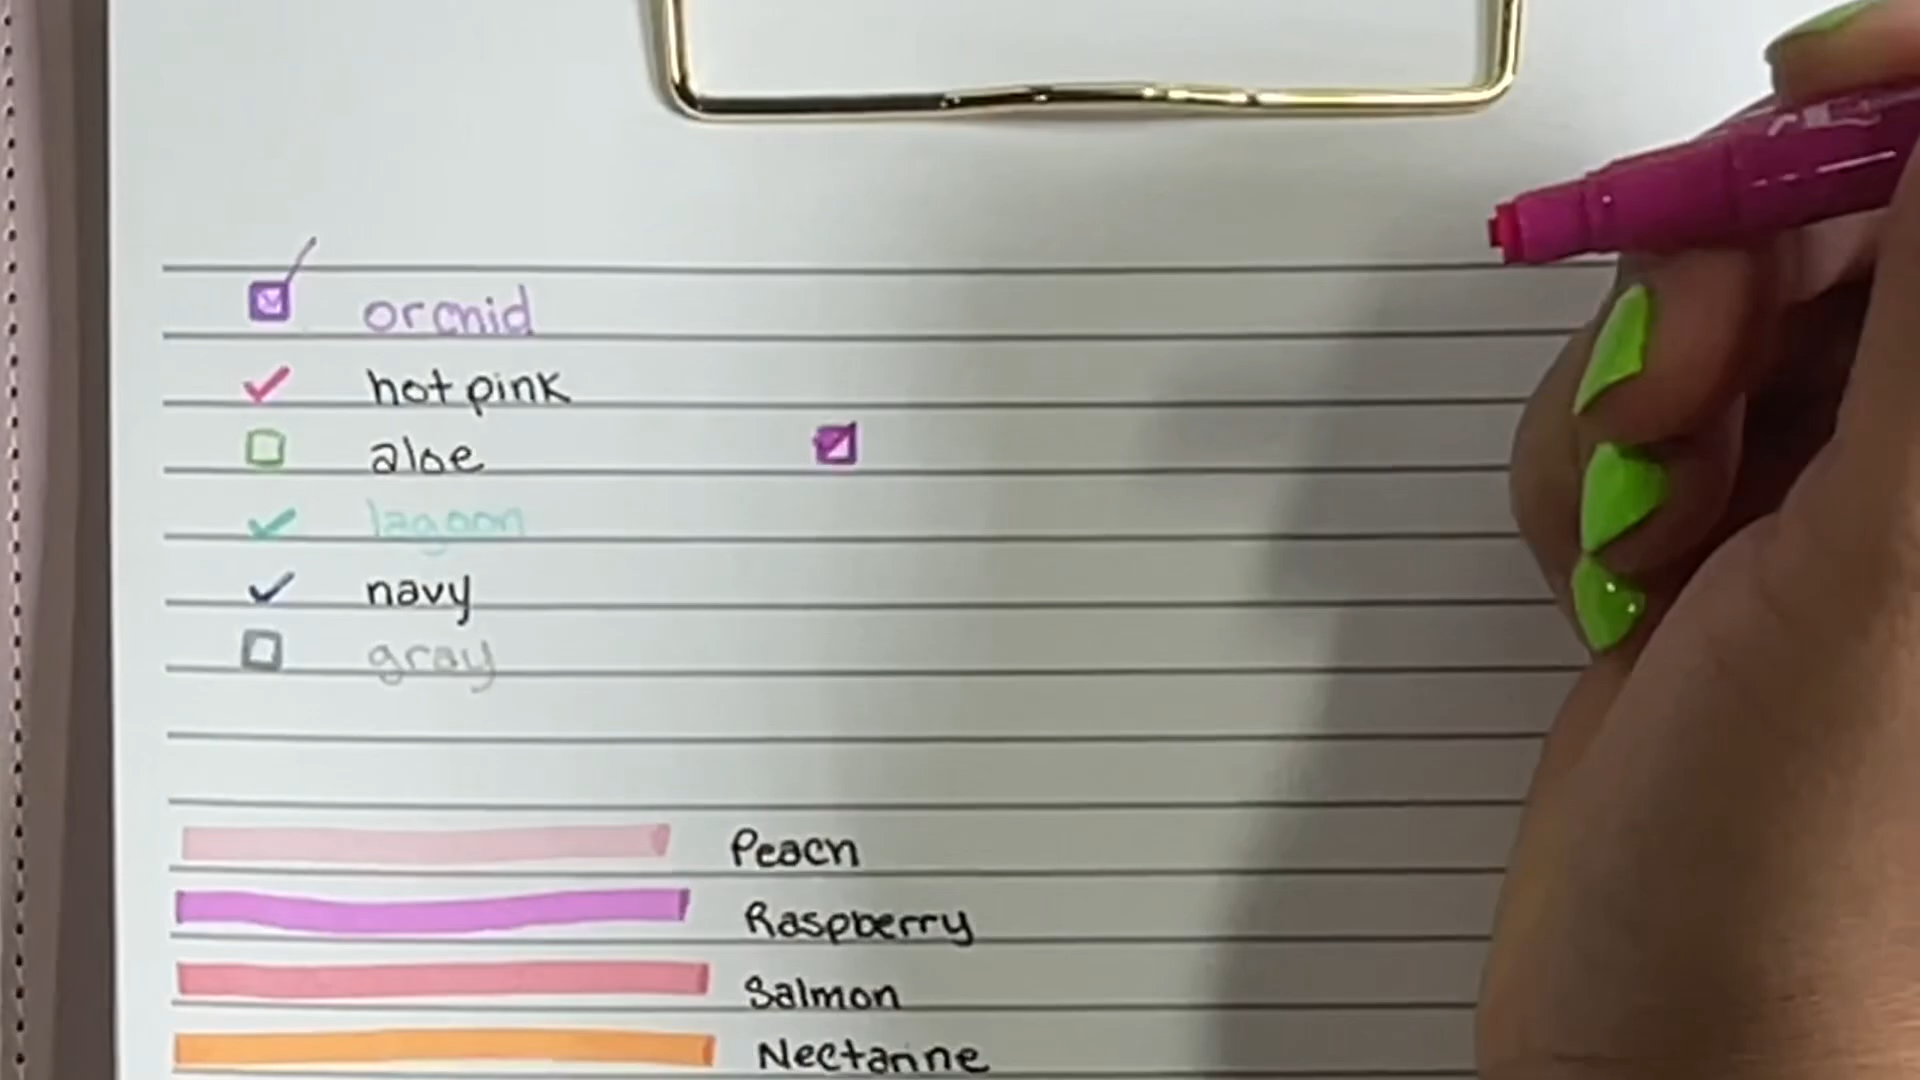 orchid
hot pink
aloe
lagoon
navy
gray
Peach
Raspberry
Salmon
Nectarine